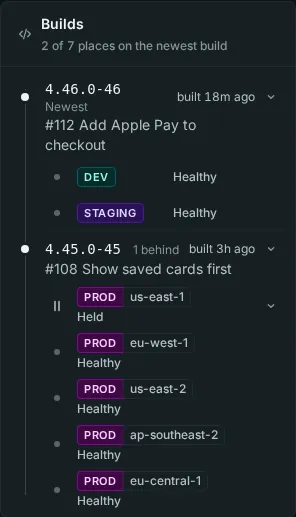 Builds
2 of 7 places on the newest build
4.46.0-46
Newest
built 18m ago
#112 Add Apple Pay to
checkout
DEV Healthy
STAGING Healthy
4.45.0-45 1 behind built 3h ago
#108 Show saved cards first
PROD us-east-1
Held
PROD eu-west-1
Healthy
PROD us-east-2
Healthy
PROD ap-southeast-2
Healthy
PROD eu-central-1
Healthy